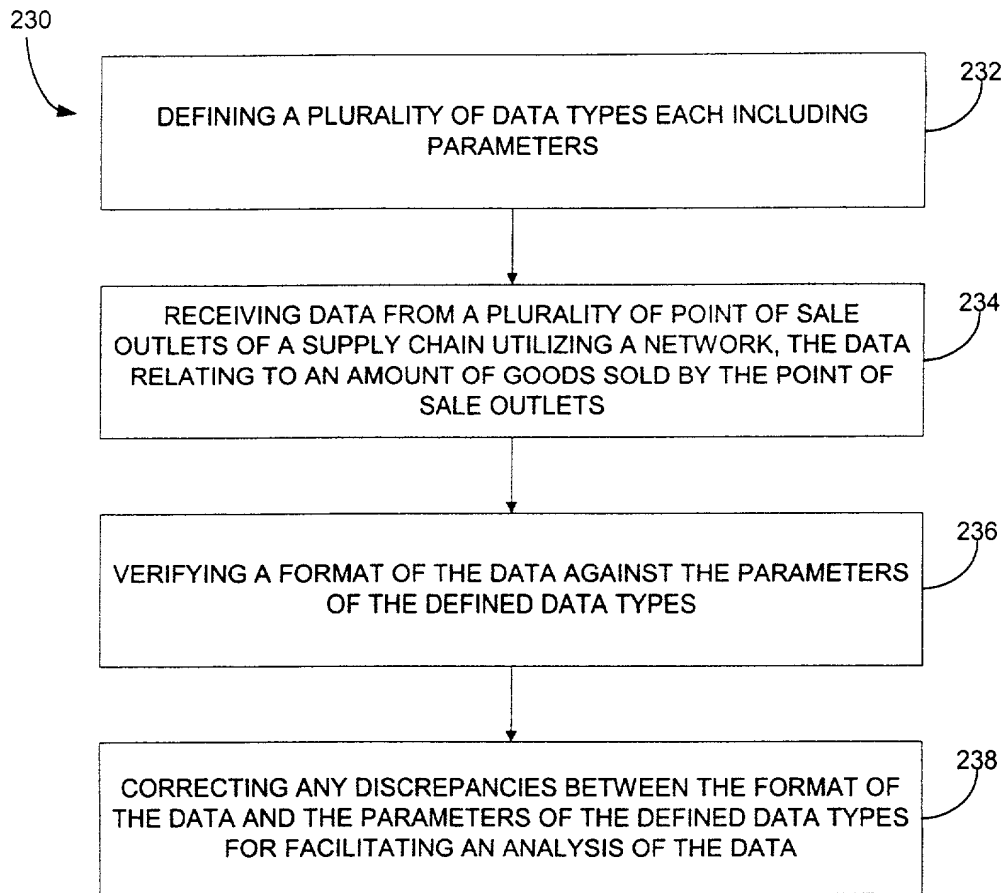 230
232
DEFINING A PLURALITY OF DATA TYPES EACH INCLUDING
PARAMETERS
234
RECEIVING DATA FROM A PLURALITY OF POINT OF SALE
OUTLETS OF A SUPPLY CHAIN UTILIZING A NETWORK, THE DATA
RELATING TO AN AMOUNT OF GOODS SOLD BY THE POINT OF
SALE OUTLETS
236
VERIFYING A FORMAT OF THE DATA AGAINST THE PARAMETERS
OF THE DEFINED DATA TYPES
238
CORRECTING ANY DISCREPANCIES BETWEEN THE FORMAT OF
THE DATA AND THE PARAMETERS OF THE DEFINED DATA TYPES
FOR FACILITATING AN ANALYSIS OF THE DATA